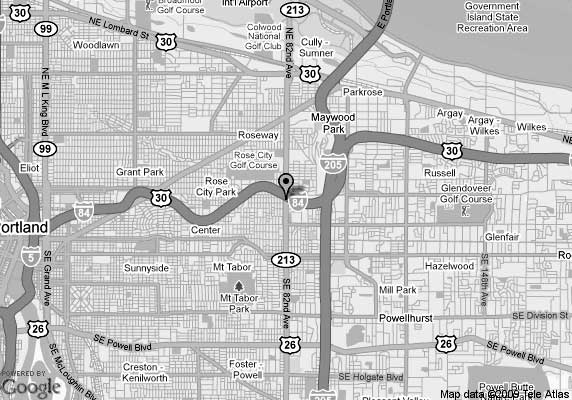 Broadmoor
Golf Course
Int'l Airport
213
Government
Island State
Recreation Area
99
NE Lombard St
30
Woodlawn
Colwood
National
Golf Club
Cully -
Sumner
30
NE 82nd Ave
NE M L King Blvd
Parkrose
Maywood
Park
Argay
Argay -
Wilkes
Wilkes
99
Roseway
Rose City
Golf Course
30
Eliot
Grant Park
205
Russell
Rose
City Park
Glendoveer
Golf Course
84
30
84
Portland
Center
Glenfair
5
213
Sunnyside
Mt Tabor
Hazelwood
SE Grand Ave
Mt Tabor
Park
SE 82nd Ave
Mill Park
SE 148th Ave
Powellhurst
SE Division St
26
SE Powell Blvd
26
26
SE Powell Blvd
SE McLoughlin Blvd
Creston -
Kenilworth
Foster -
Powell
SE Holgate Blvd
POWERED BY
Google
205
Pleasant Valley
Powell Butte
Map data ©2009 Tele Atlas